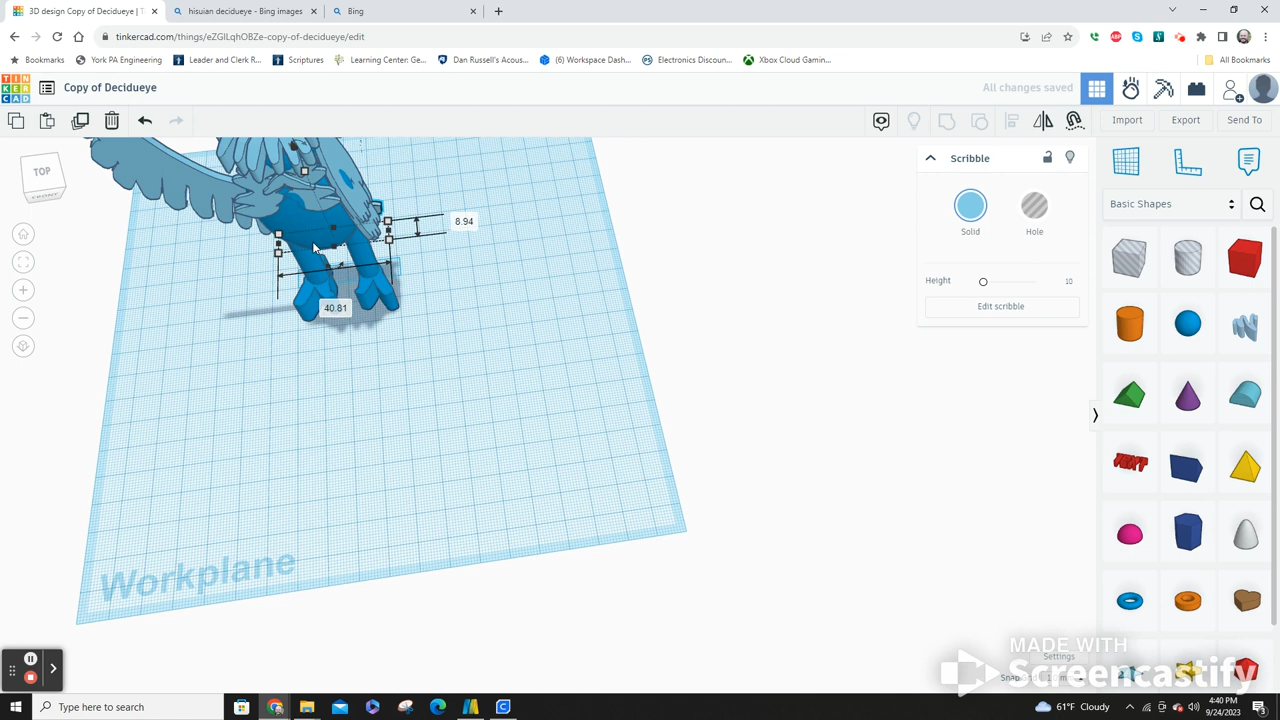 3D design Copy of Decidueye | T
hisuian decidueye - Bing images
Bing
tinkercad.com/things/eZGlLqhOBZe-copy-of-decidueye/edit
Bookmarks
York PA Engineering
Leader and Clerk R...
Scriptures
Learning Center: Ge...
Dan Russell's Acous...
(6) Workspace Dash...
Electronics Discoun...
Xbox Cloud Gamin...
All Bookmarks
TIN
KER
CAD
Copy of Decidueye
All changes saved
Import
Export
Send To
TOP
FRONT
Scribble
Solid
Hole
Height
10
Edit scribble
Basic Shapes
8.94
40.81
TEXT
Workplane
MADE WITH
Screencastify
Settings
Type here to search
61°F Cloudy
4:40 PM
9/24/2023
3